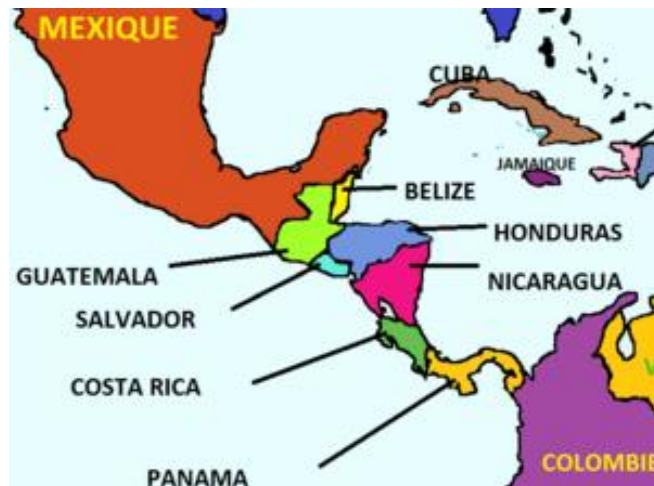 MEXIQUE
CUBA
JAMAIQUE
BELIZE
HONDURAS
GUATEMALA
NICARAGUA
SALVADOR
COSTA RICA
COLOMBIE
PANAMA